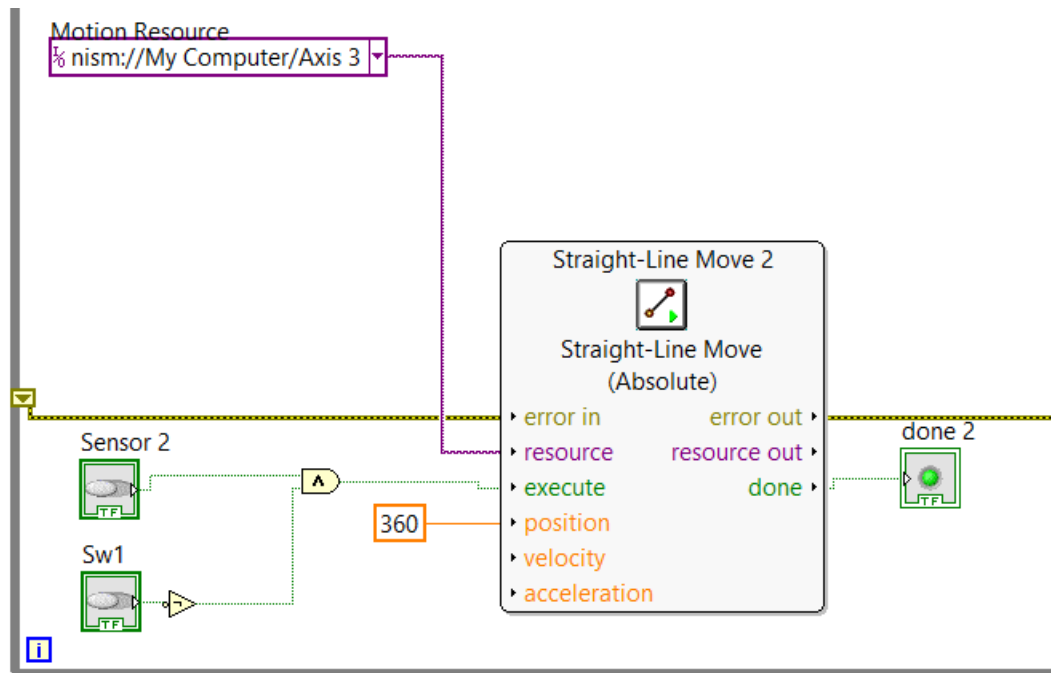 Motion Resource
I/O nism://My Computer/Axis 3
Straight-Line Move 2
Straight-Line Move
(Absolute)
error in error out
resource resource out
execute done
position
velocity
acceleration
done 2
TF
Sensor 2
TF
360
Sw1
TF
i